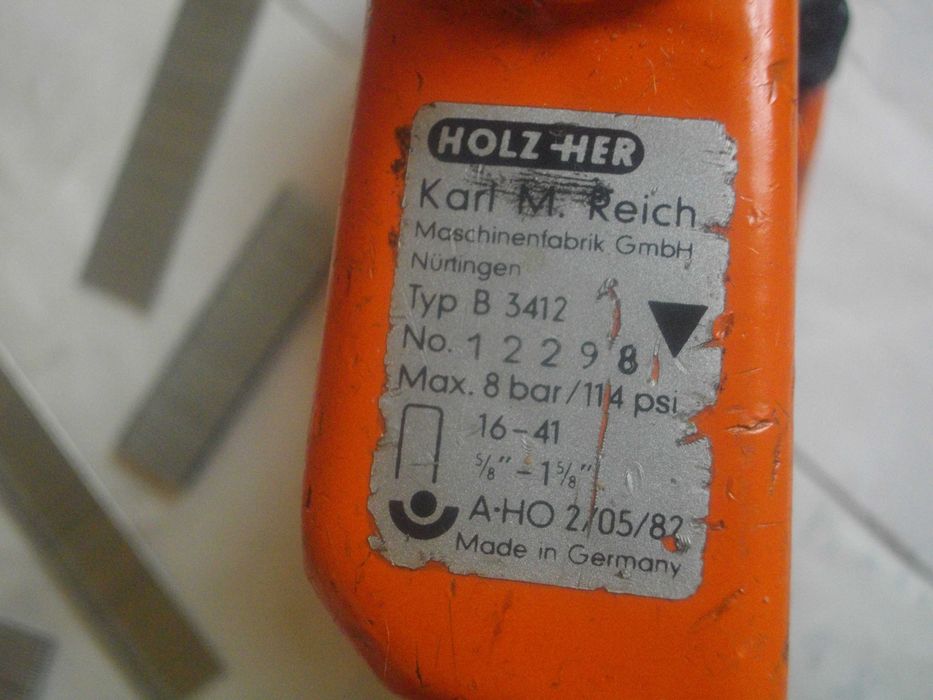 HOLZ-HER
Karl M. Reich
Maschinenfabrik GmbH
Nürtingen
Typ B 3412
No. 1 2 2 9 8
Max. 8 bar/114 psi
16-41
5/8" - 1 5/8"
A·HO 2/05/82
Made in Germany